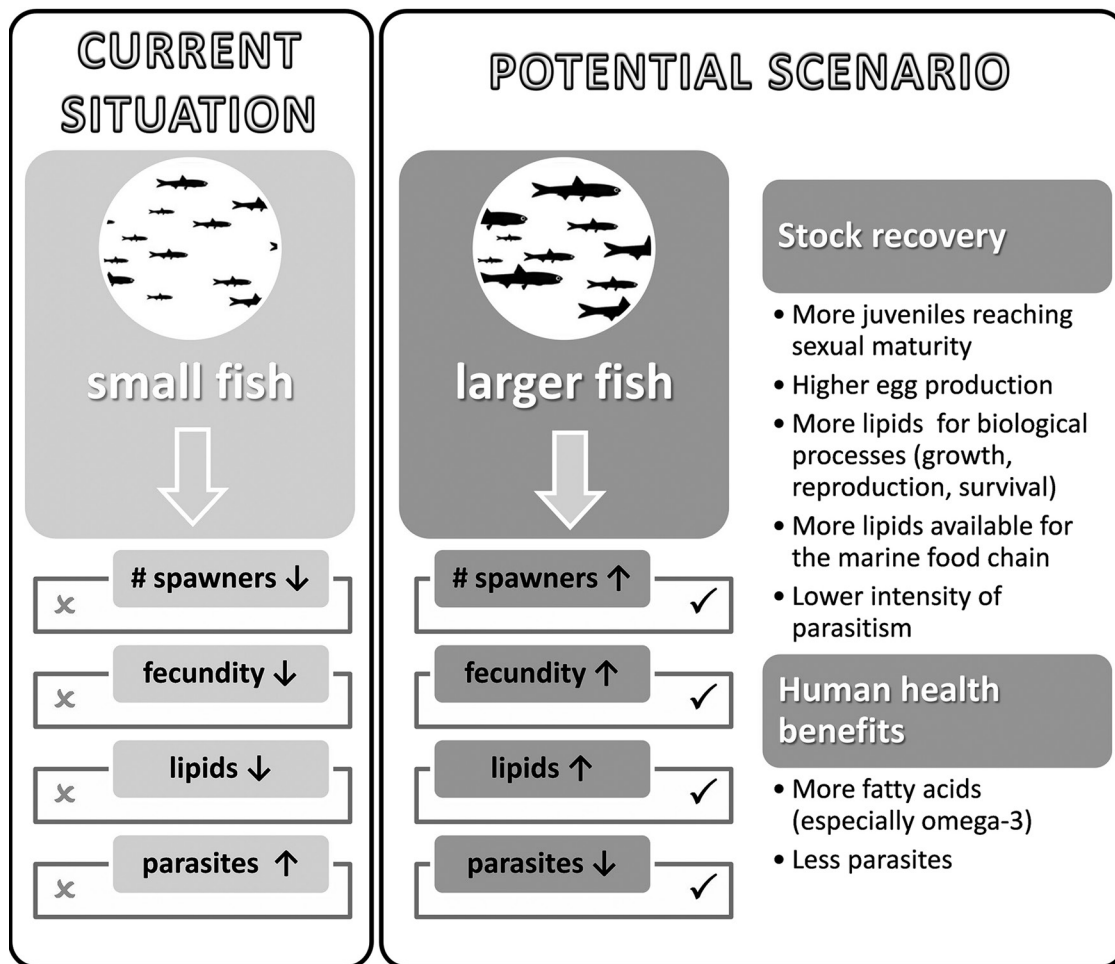 CURRENT
SITUATION
small fish
# spawners ↓
×
fecundity ↓
×
lipids ↓
×
parasites ↑
×
POTENTIAL SCENARIO
larger fish
# spawners ↑
✓
fecundity ↑
✓
lipids ↑
✓
parasites ↓
✓
Stock recovery
• More juveniles reaching
sexual maturity
• Higher egg production
• More lipids for biological
processes (growth,
reproduction, survival)
• More lipids available for
the marine food chain
• Lower intensity of
parasitism
Human health
benefits
• More fatty acids
(especially omega-3)
• Less parasites